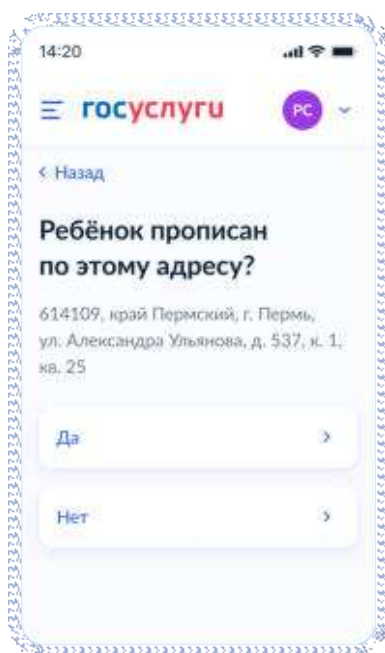 14:20
госуслуги
РС
Назад
Ребёнок прописан
по этому адресу?
614109, край Пермский, г. Пермь,
ул. Александра Ульянова, д. 537, к. 1,
кв. 25
Да
Нет